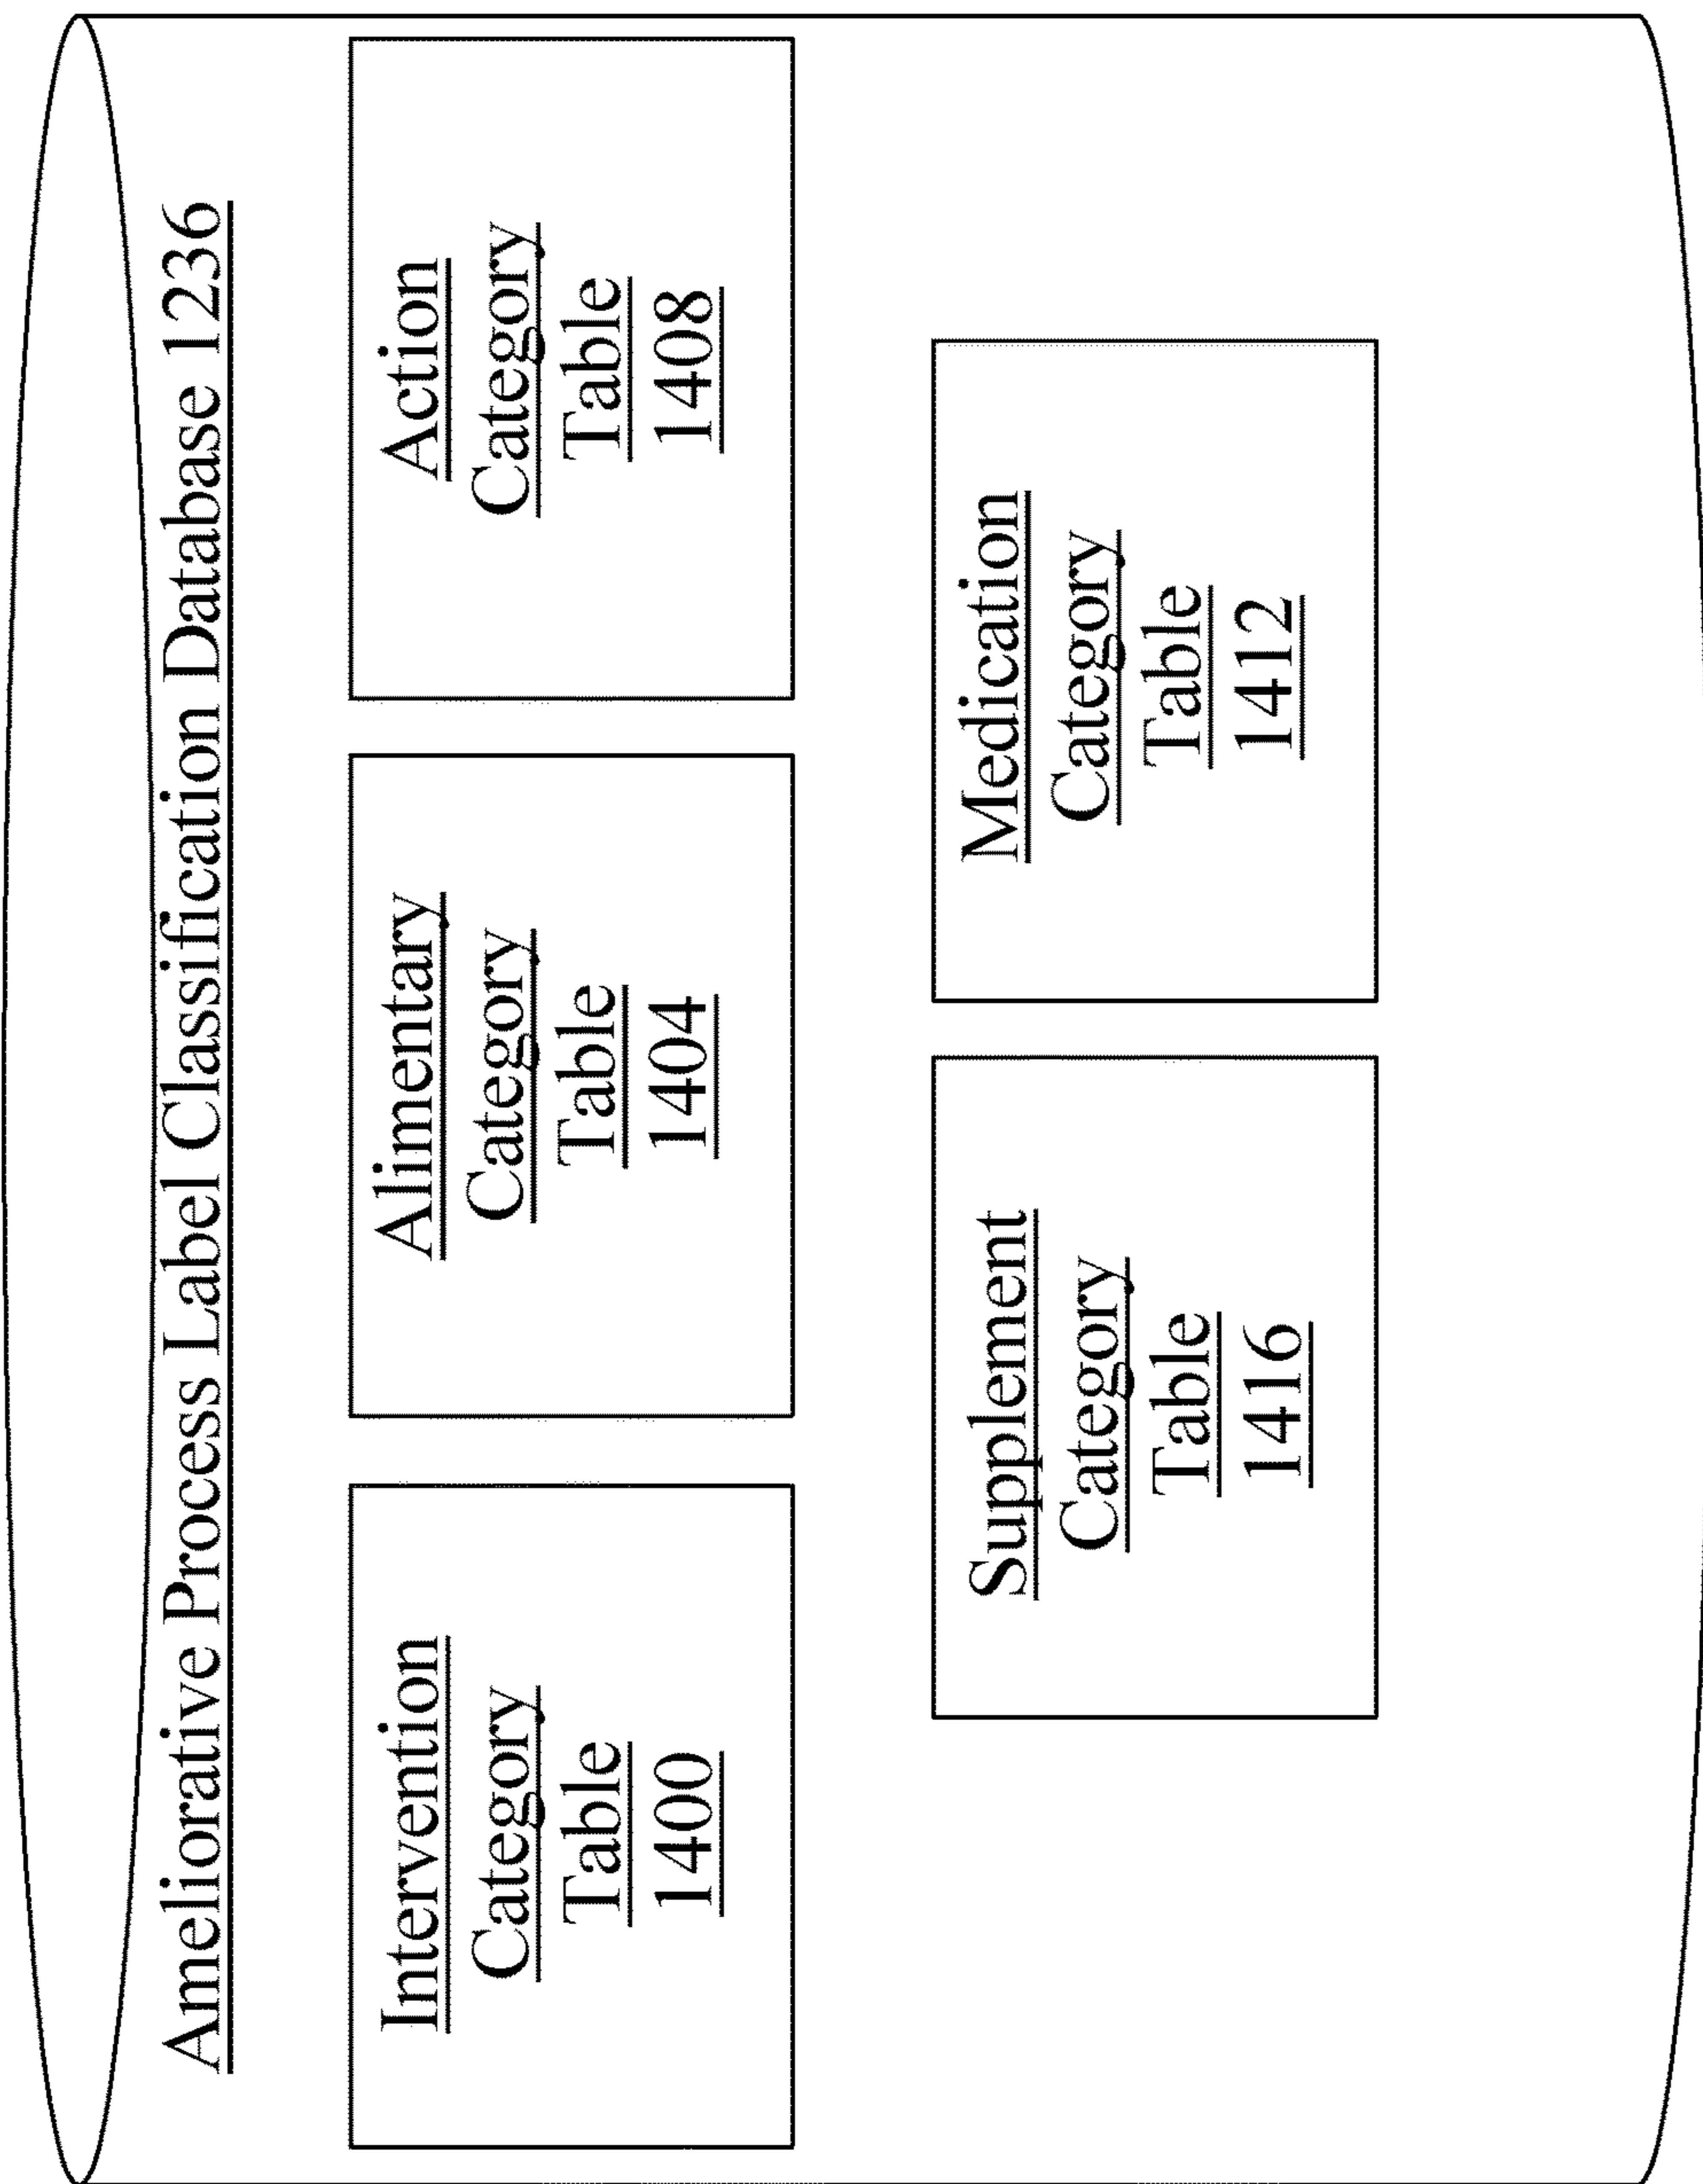 Ameliorative Process Label Classification Database 1236
Intervention
Category
Table
1400
Alimentary
Category
Table
1404
Action
Category
Table
1408
Supplement
Category
Table
1416
Medication
Category
Table
1412